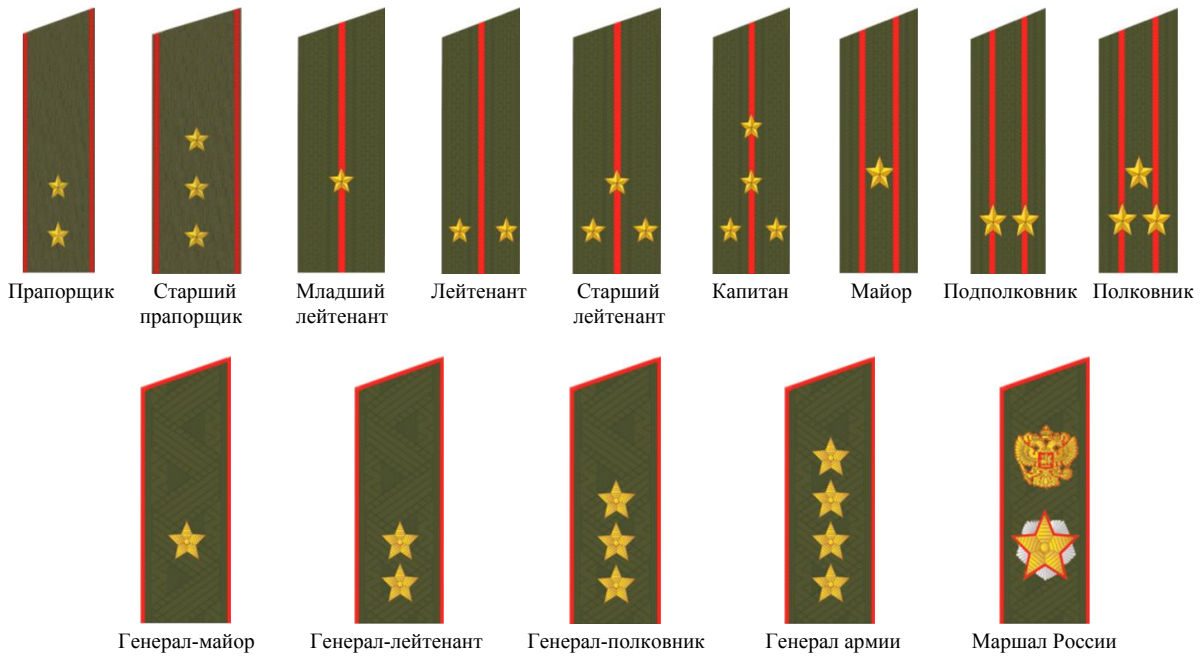 Прапорщик
Старший
прапорщик
Младший
лейтенант
Лейтенант
Старший
лейтенант
Капитан
Майор
Подполковник
Полковник
Генерал-майор
Генерал-лейтенант
Генерал-полковник
Генерал армии
Маршал России